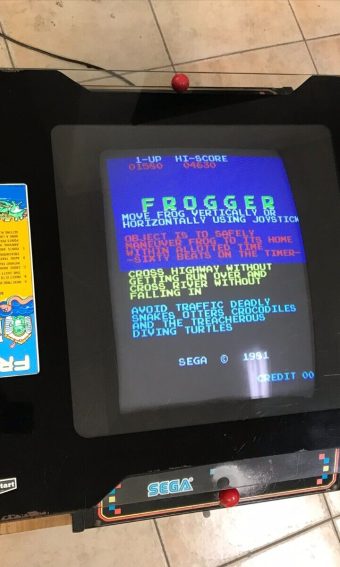 1-UP HI-SCORE
01580 04630
FROGGER
MOVE FROG VERTICALLY OR
HORIZONTALLY USING JOYSTICK
OBJECT IS TO SAFELY
MANEUVER FROG TO ITS HOME
WITHIN ALLOTED TIME
-SIXTY BEATS ON THE TIMER-
CROSS HIGHWAY WITHOUT
GETTING RUN OVER AND
CROSS RIVER WITHOUT
FALLING IN
AVOID TRAFFIC DEADLY
SNAKES OTTERS CROCODILES
AND THE TREACHEROUS
DIVING TURTLES
SEGA © 1981
CREDIT 00
FR
SEGA